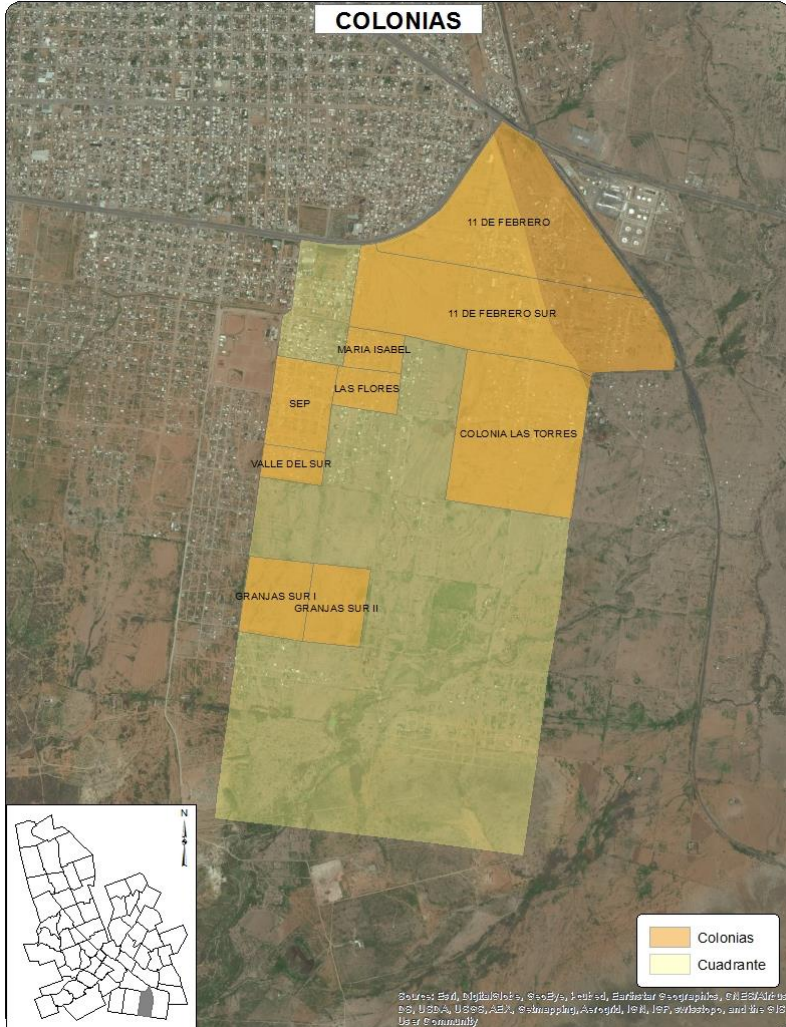 COLONIAS
11 DE FEBRERO
11 DE FEBRERO SUR
MARIA ISABEL
LAS FLORES
SEP
COLONIA LAS TORRES
VALLE DEL SUR
GRANJAS SUR I
GRANJAS SUR II
N
Colonias
Cuadrante
Source: Esri, DigitalGlobe, GeoEye, i-cubed, Earthstar Geographics, CNES/Airbus
DS, USDA, USGS, AEX, Getmapping, Aerogrid, IGN, IGP, swisstopo, and the GIS
User Community